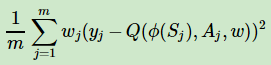 $\frac{1}{m}\sum_{j=1}^{m} w_j(y_j - Q(\phi(S_j), A_j, w))^2$